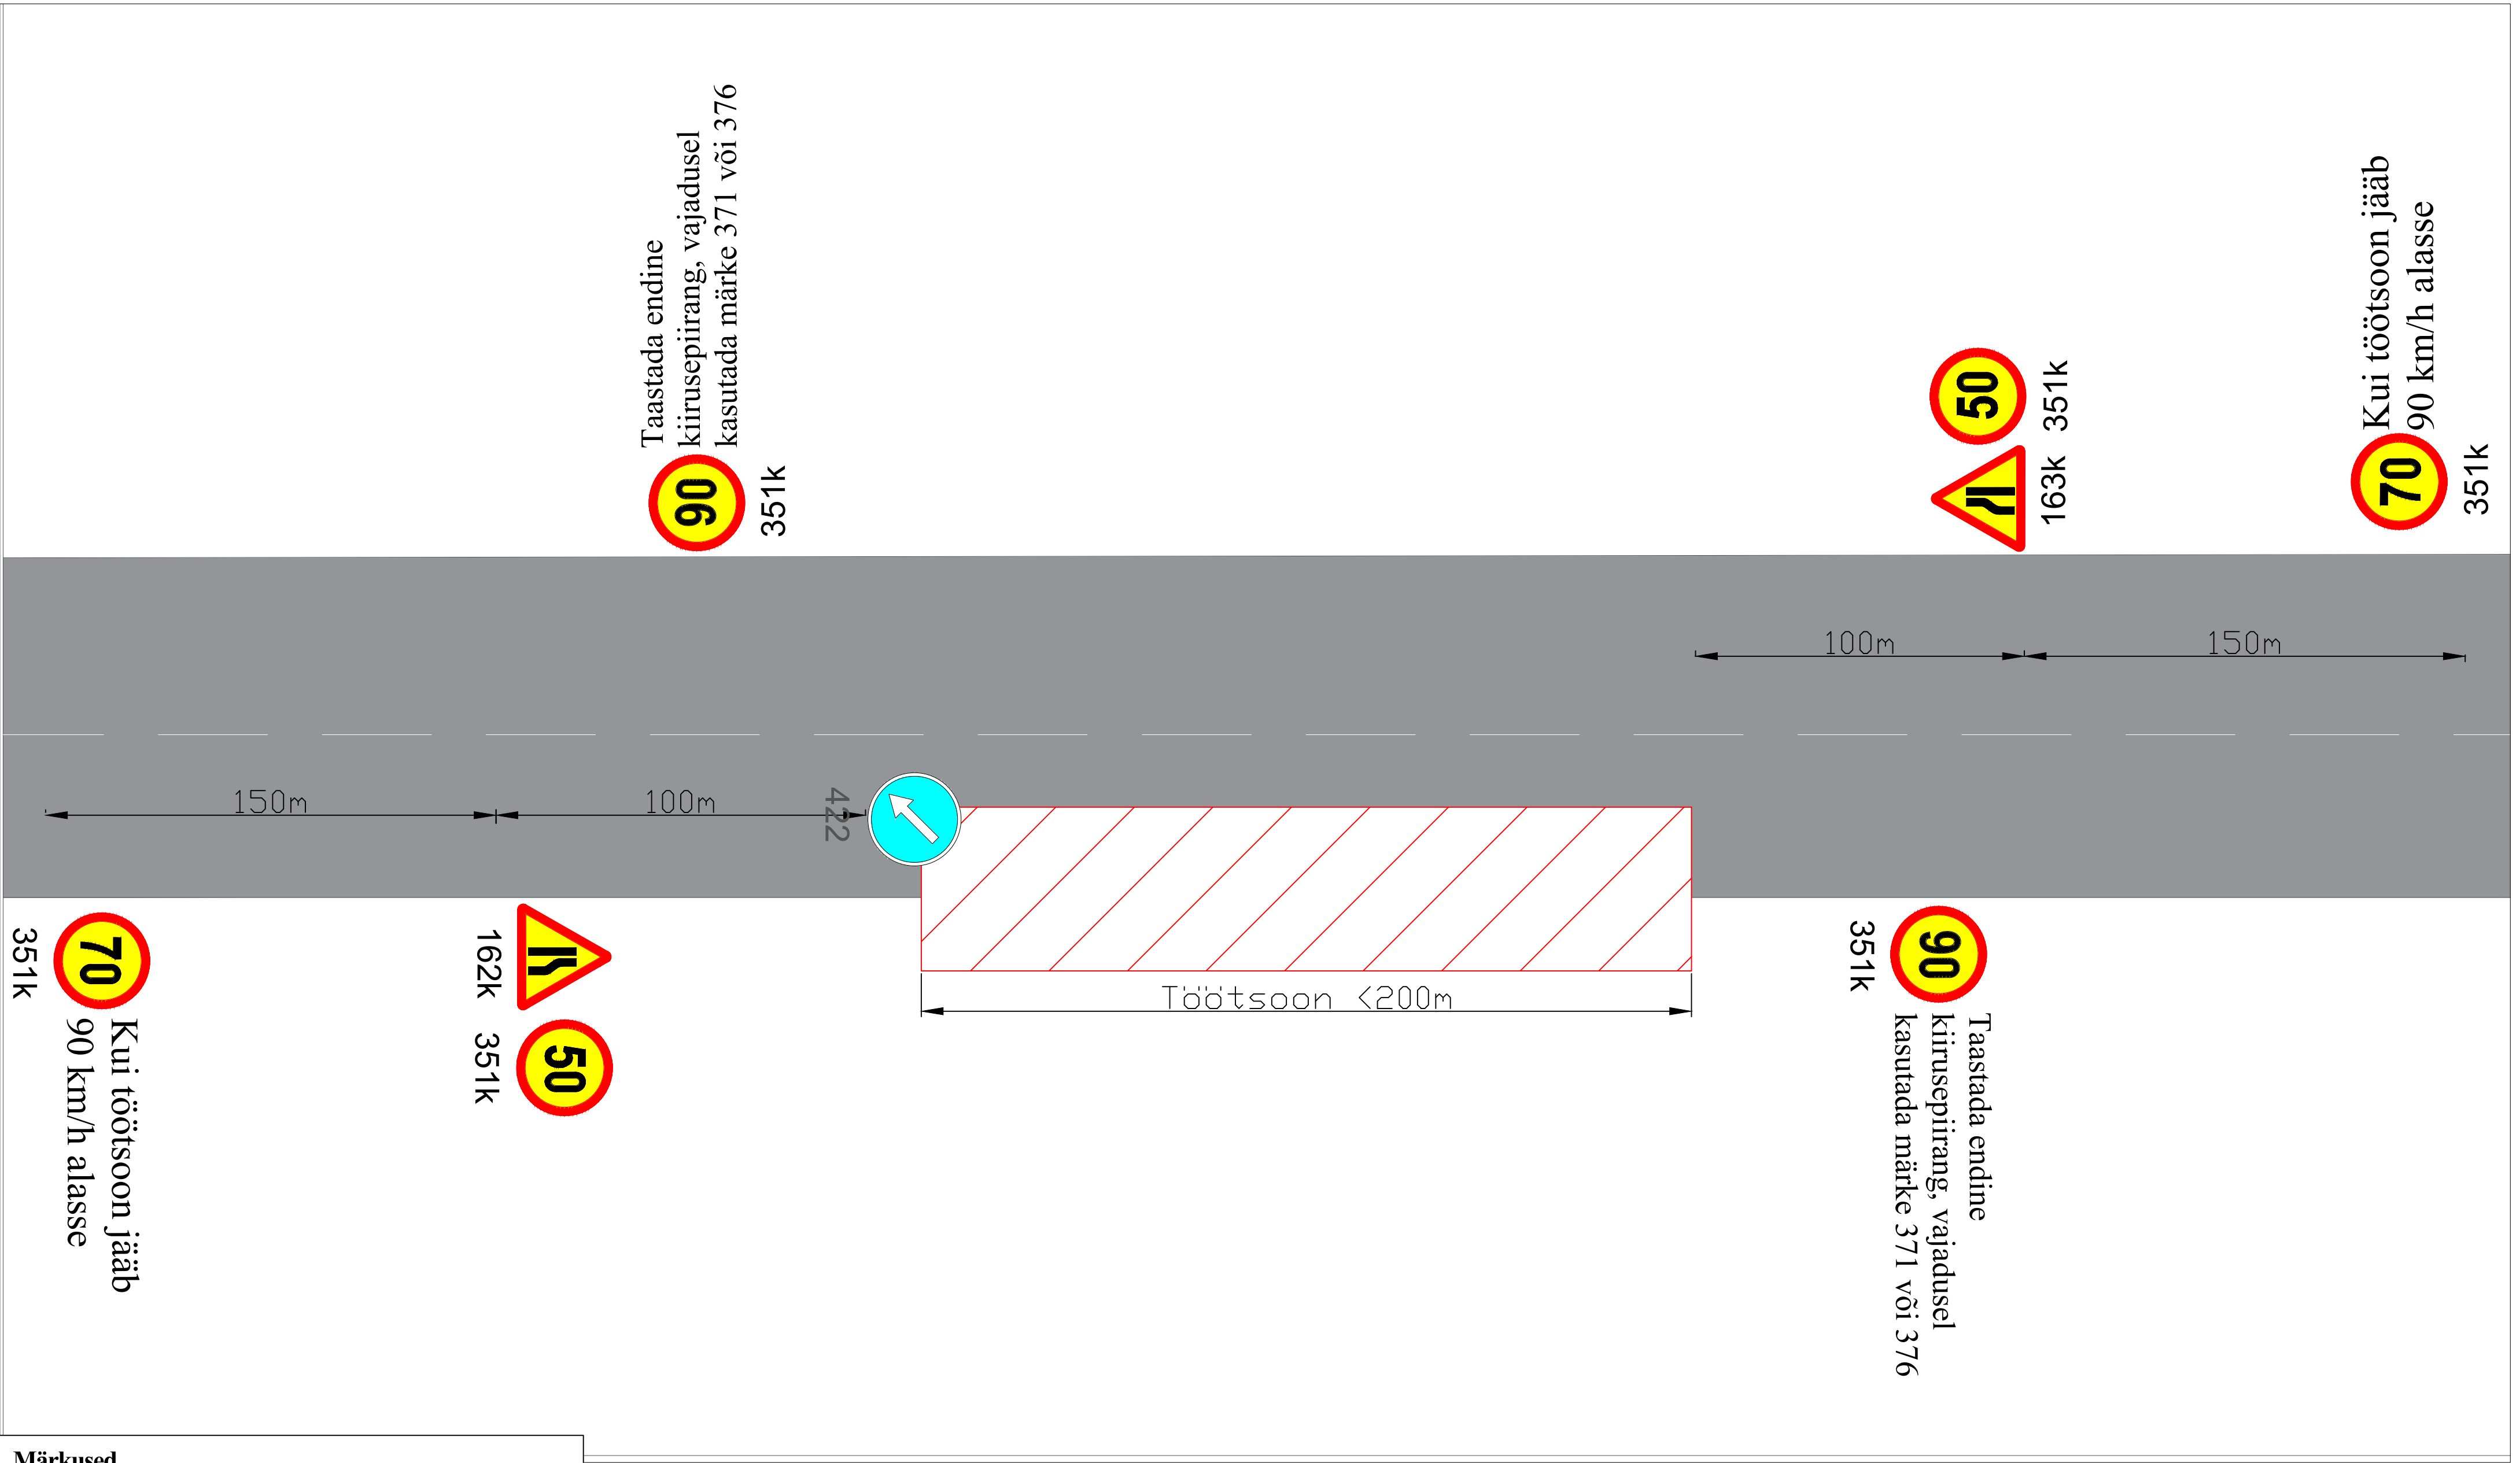 Taastada endine
kiirusepiirang, vajadusel
kasutada märke 371 või 376
90
351k
50
351k
163k
Kui töötsoon jääb
90 km/h alasse
70
351k
100m
150m
150m
100m
422
Töötsoon <200m
351k
70
Kui töötsoon jääb
90 km/h alasse
162k
351k
50
351k
90
Taastada endine
kiirusepiirang, vajadusel
kasutada märke 371 või 376
Märkused